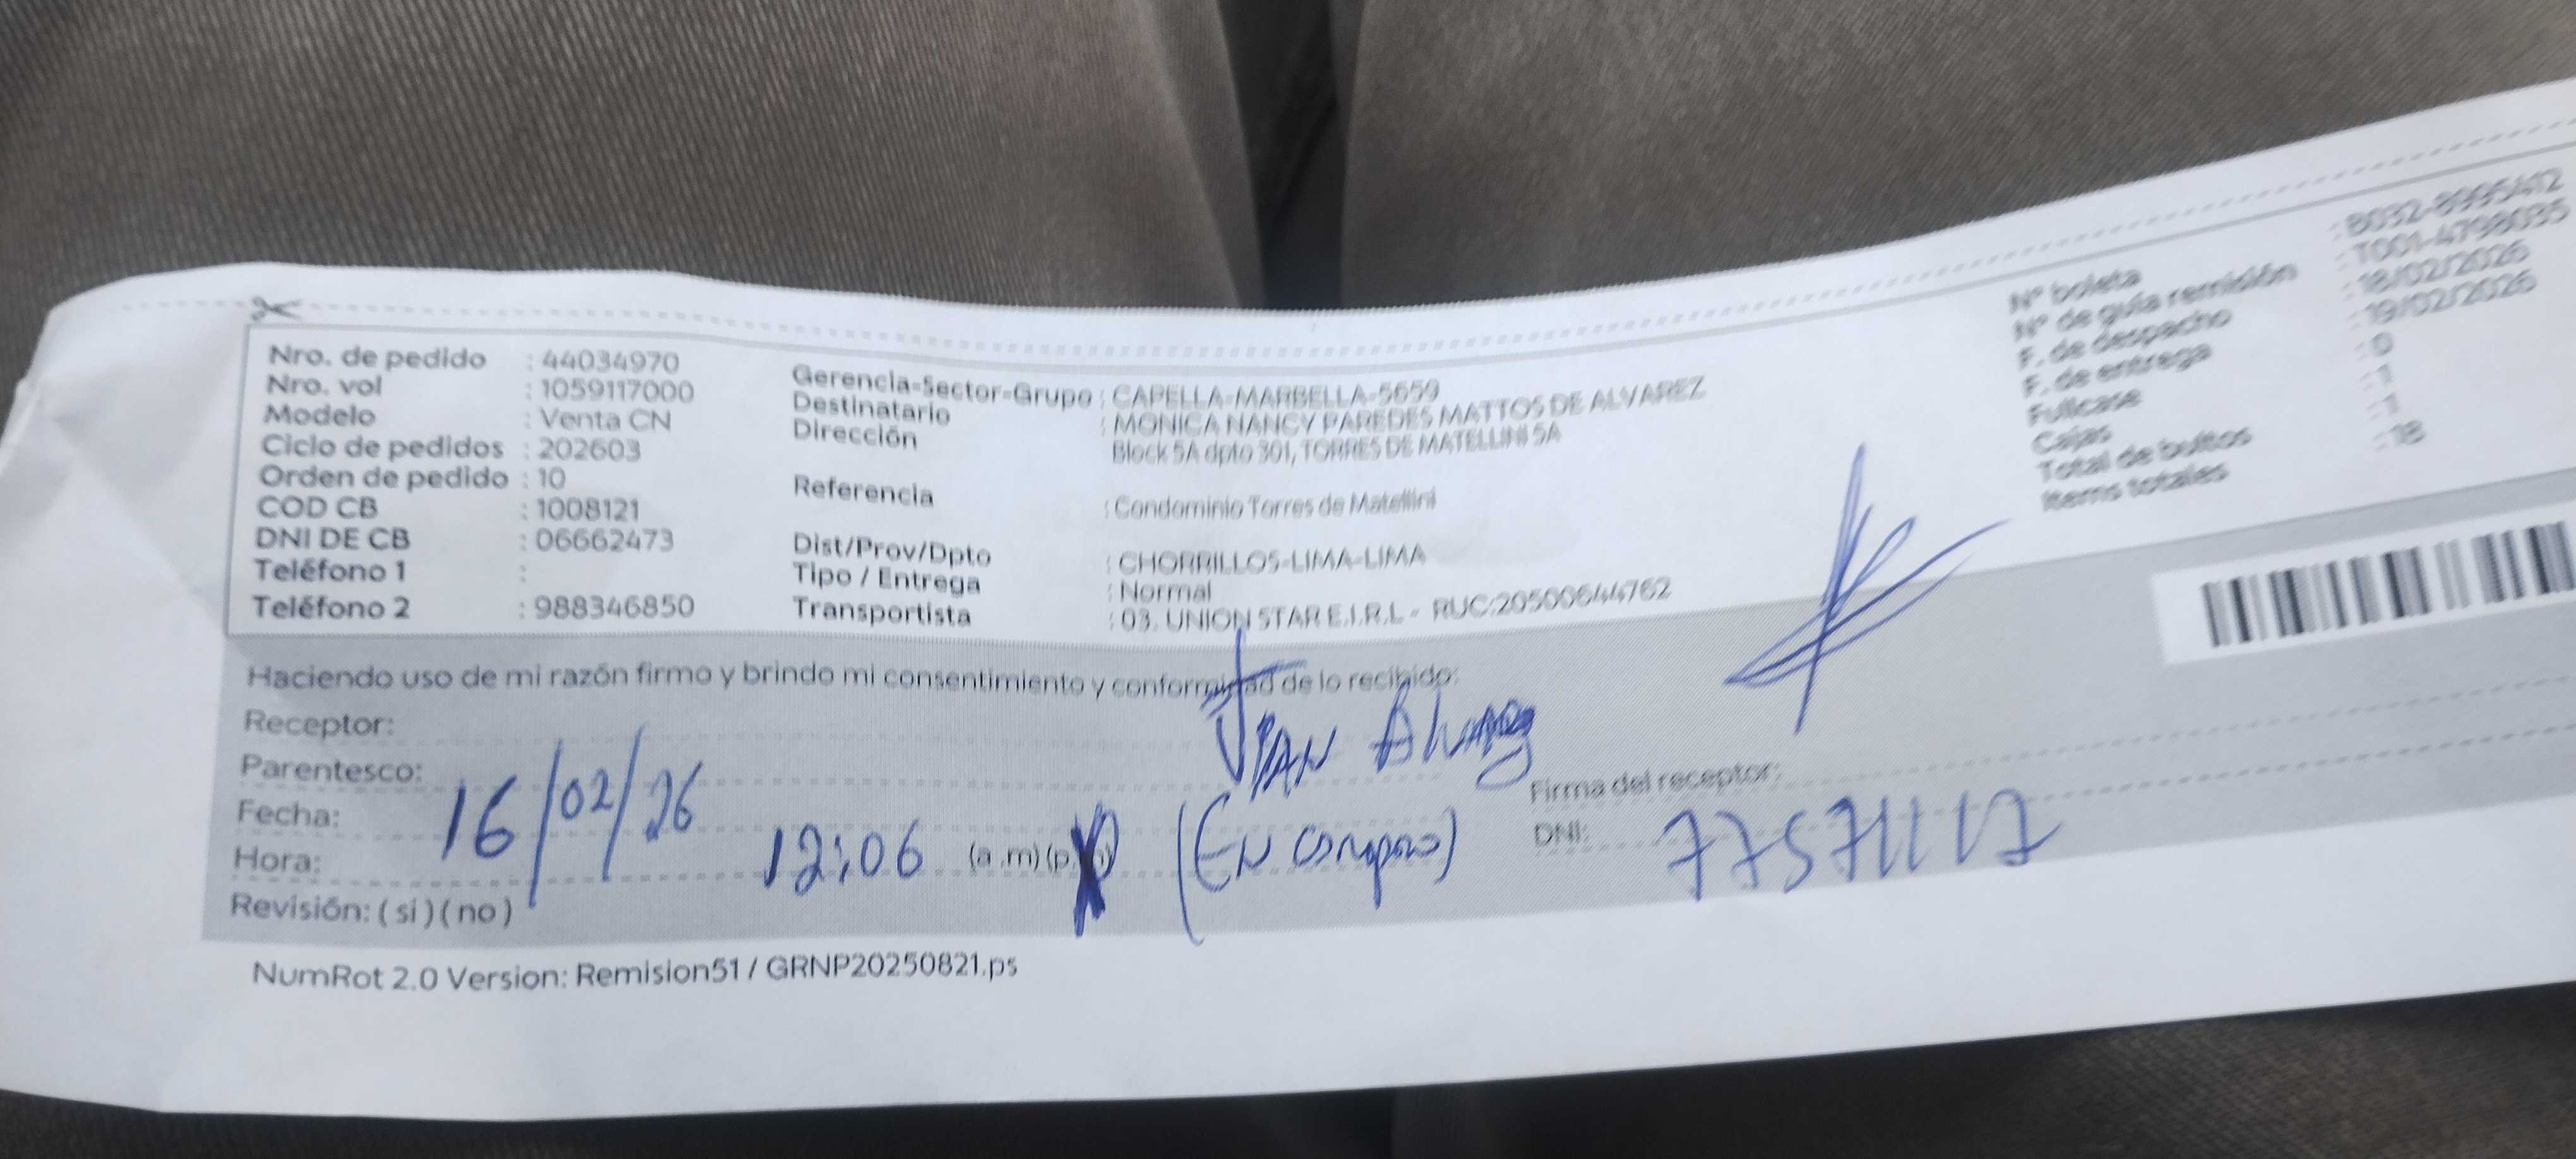 Nro. de pedido : 44034970
Nro. vol : 1059117000
Modelo : Venta CN
Ciclo de pedidos : 202603
Orden de pedido : 10
COD CB : 1008121
DNI DE CB : 06662473
Teléfono 1 :
Teléfono 2 : 988346850
Gerencia-Sector-Grupo : CAPELLA-MARBELLA-5659
Destinatario : MONICA NANCY PAREDES MATTOS DE ALVAREZ
Dirección : Block 5A dpto 301, TORRES DE MATELLINI 5A
Referencia : Condominio Torres de Matellini
Dist/Prov/Dpto : CHORRILLOS-LIMA-LIMA
Tipo / Entrega : Normal
Transportista : 03. UNION STAR E.I.R.L - RUC:20500644762
Nº boleta : B032-8995412
Nº de guía remisión : T001-4798035
F. de despacho : 18/02/2026
F. de entrega : 19/02/2026
Fullcase : 0
Cajas : 1
Total de bultos : 1
Items totales : 18
Haciendo uso de mi razón firmo y brindo mi consentimiento y conformidad de lo recibido:
Receptor: Alvarez
Parentesco:
Fecha: 16/02/26
Hora: 12:06 (a.m)(p.m)
Revisión: (si)(no)
Firma del receptor:
DNI:
NumRot 2.0 Version: Remision51 / GRNP20250821.ps